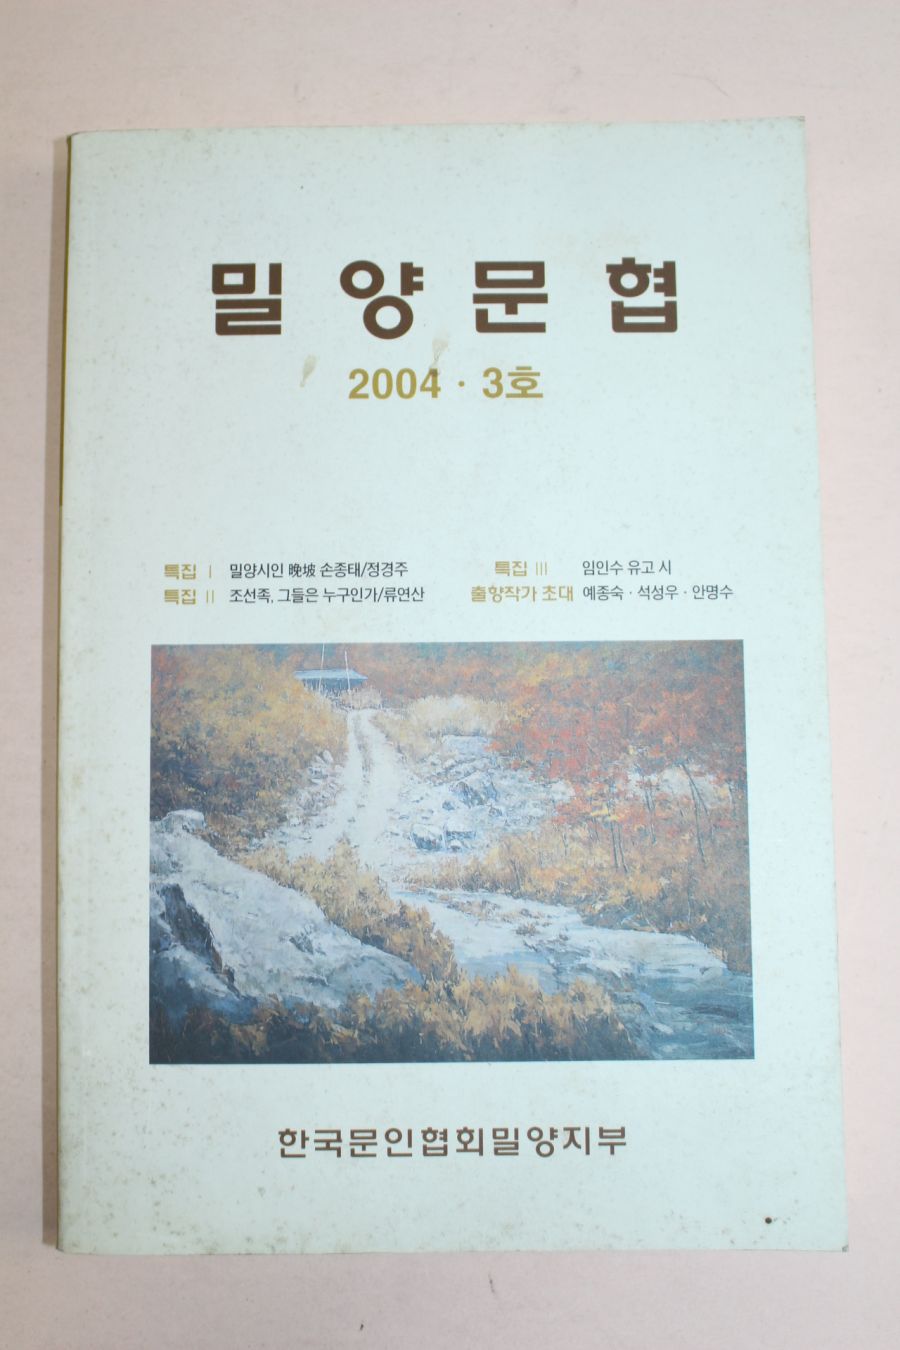 밀양문협
2004 · 3호
특집 I 밀양시인 晩坡 손종태/정경주
특집 II 조선족, 그들은 누구인가/류연산
특집 III 임인수 유고 시
출향작가 초대 예종숙 · 석성우 · 안명수
한국문인협회밀양지부